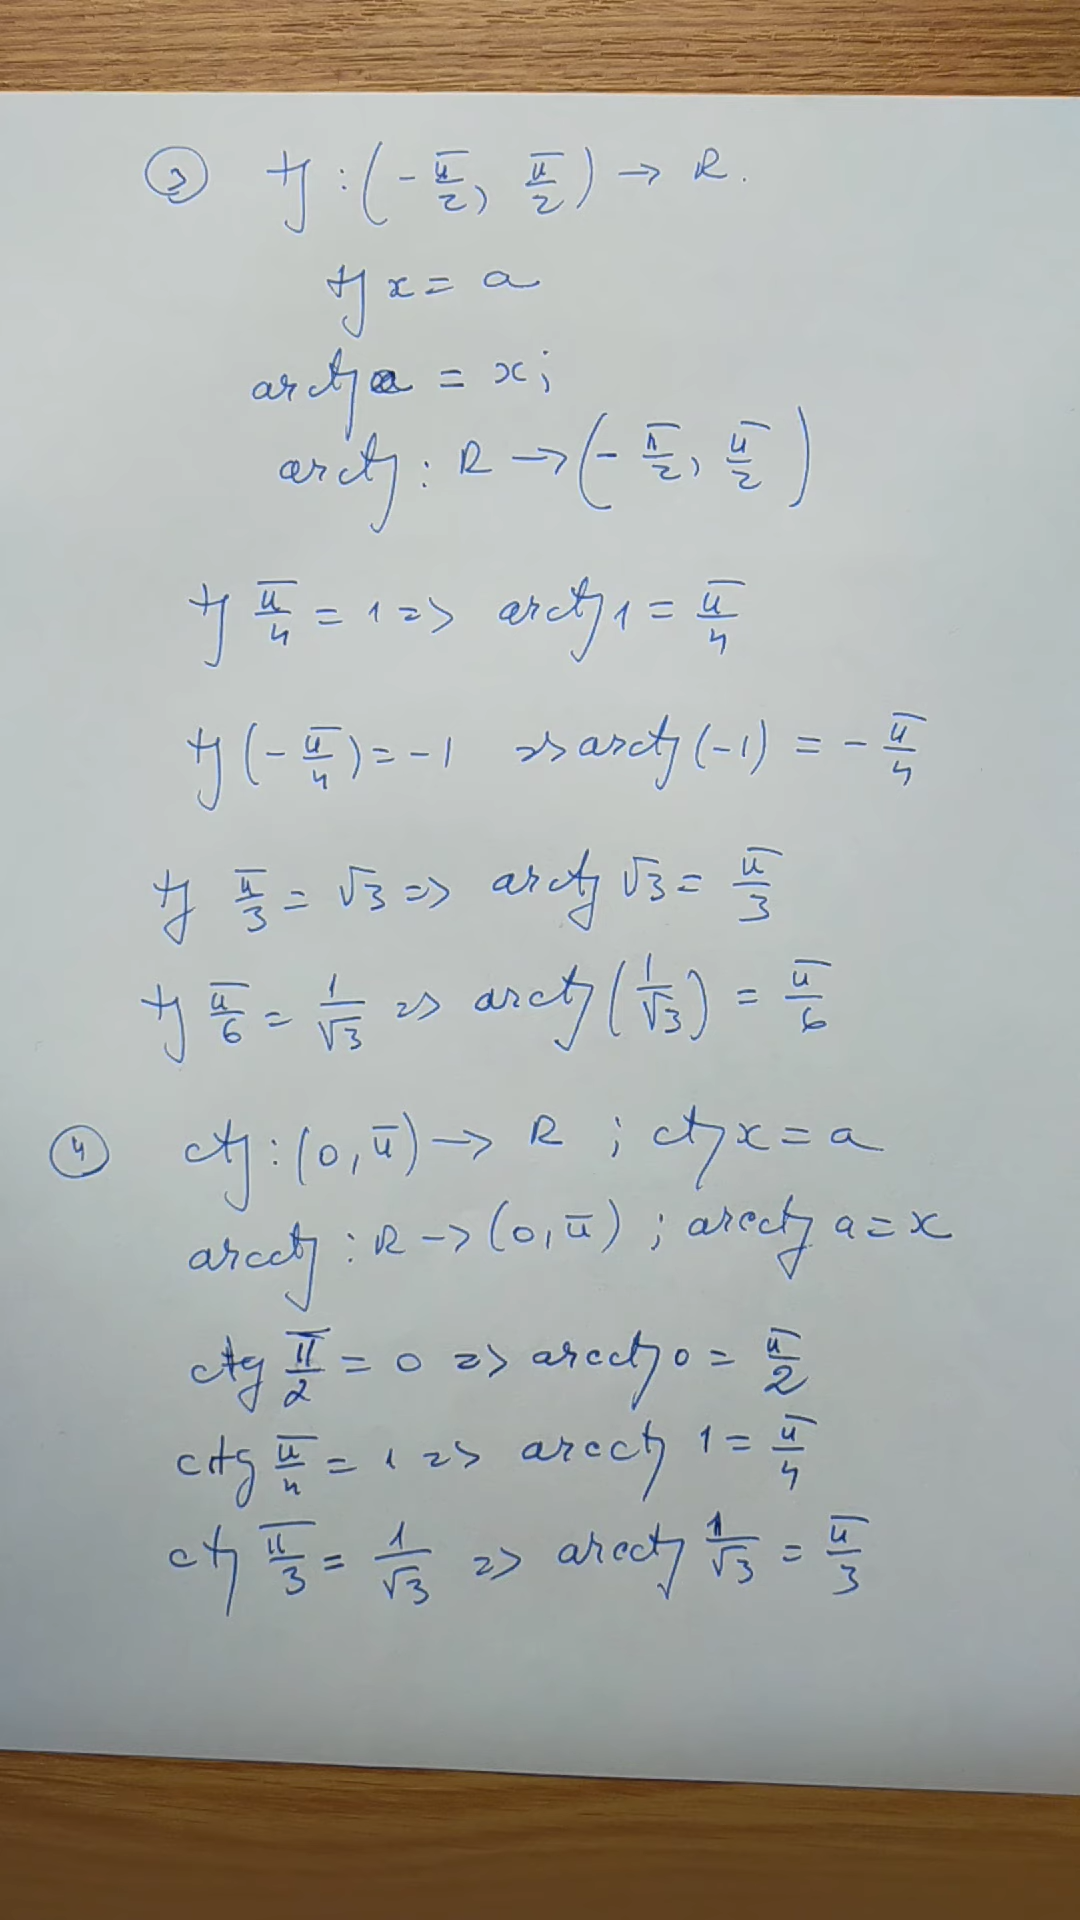 ③ tg : (-π/2, π/2) → R.
tg x = a
arctg a = x;
arctg : R → (-π/2, π/2)
tg π/4 = 1 => arctg 1 = π/4
tg (-π/4) = -1 => arctg (-1) = -π/4
tg π/3 = √3 => arctg √3 = π/3
tg π/6 = 1/√3 => arctg (1/√3) = π/6
④ ctg : (0, π) → R ; ctg x = a
arcctg : R → (0, π) ; arcctg a = x
ctg π/2 = 0 => arcctg 0 = π/2
ctg π/4 = 1 => arcctg 1 = π/4
ctg π/3 = 1/√3 => arcctg 1/√3 = π/3